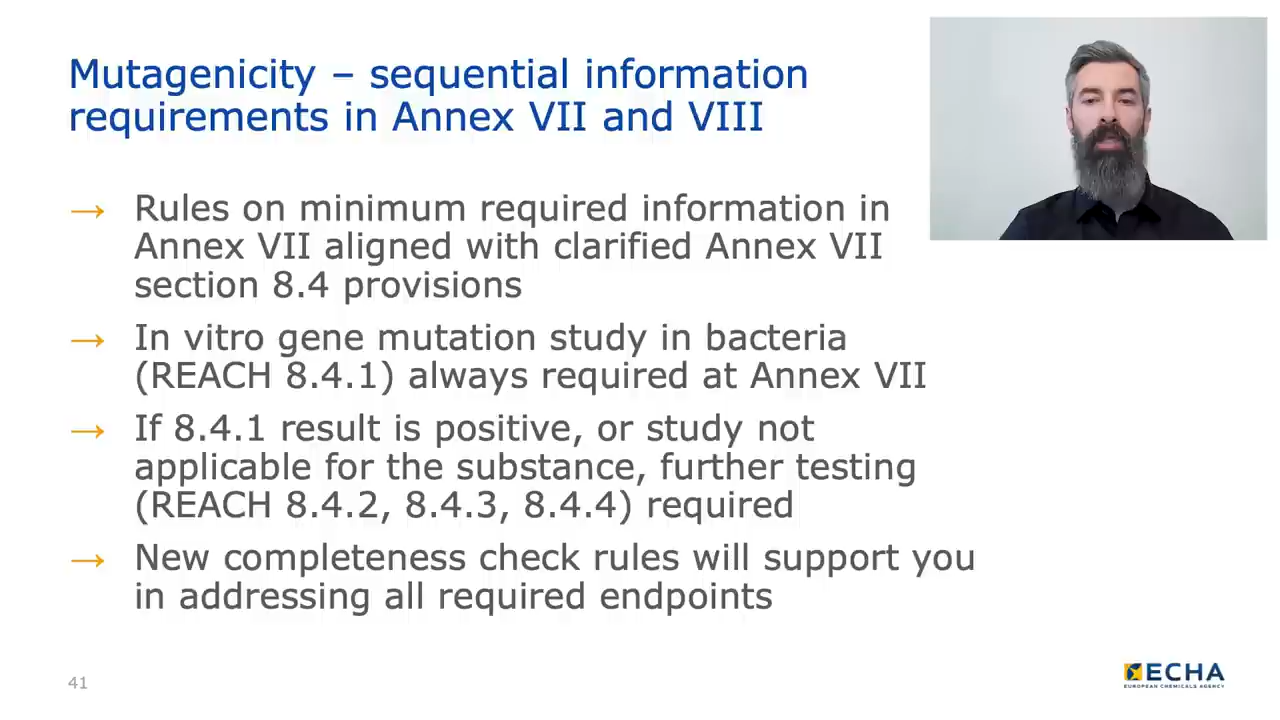 Mutagenicity – sequential information
requirements in Annex VII and VIII
→ Rules on minimum required information in
Annex VII aligned with clarified Annex VII
section 8.4 provisions
→ In vitro gene mutation study in bacteria
(REACH 8.4.1) always required at Annex VII
→ If 8.4.1 result is positive, or study not
applicable for the substance, further testing
(REACH 8.4.2, 8.4.3, 8.4.4) required
→ New completeness check rules will support you
in addressing all required endpoints
41
ECHA
EUROPEAN CHEMICALS AGENCY